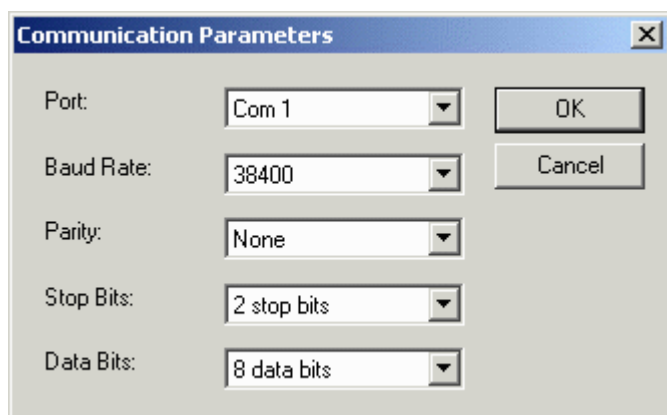 Communication Parameters
Port: Com 1 OK
Baud Rate: 38400 Cancel
Parity: None
Stop Bits: 2 stop bits
Data Bits: 8 data bits